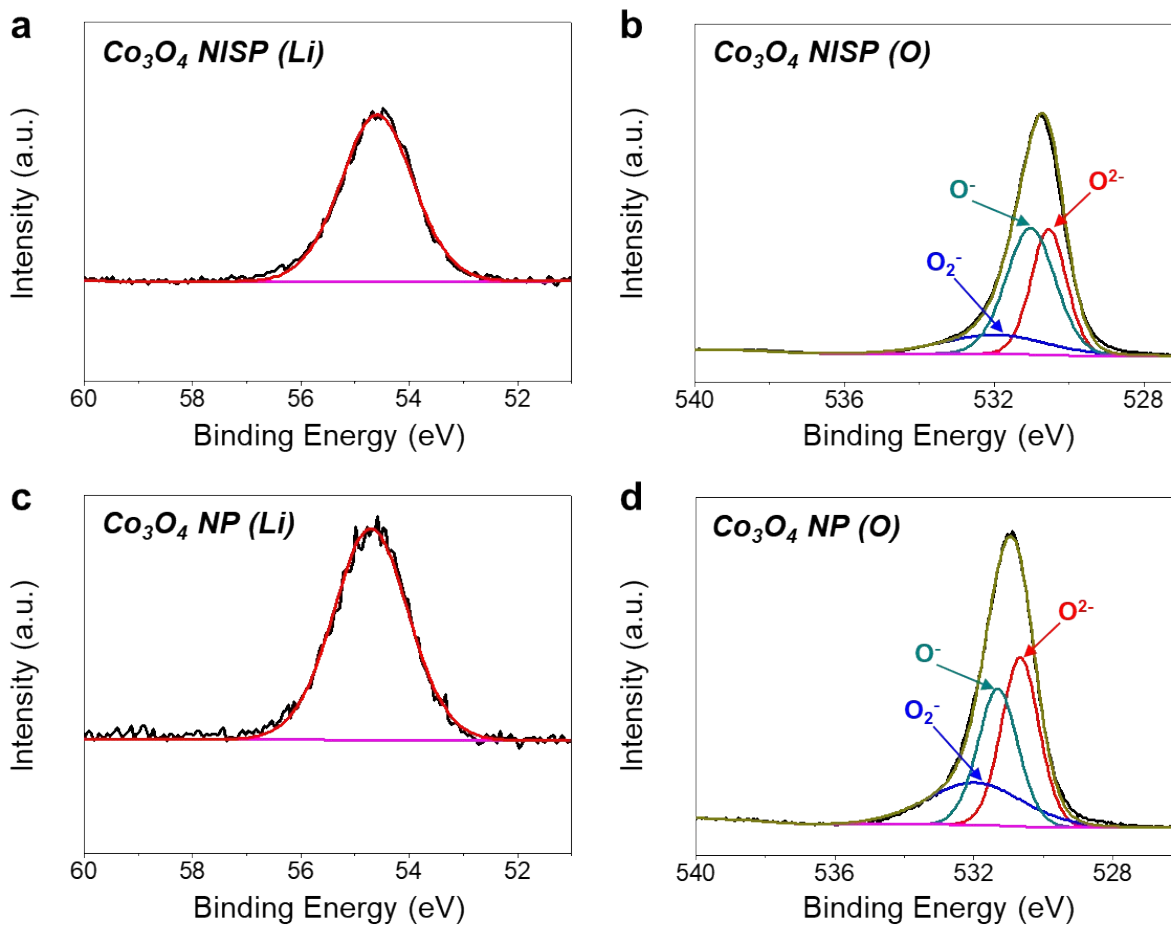 a
Co₃O₄ NISP (Li)
Intensity (a.u.)
60 58 56 54 52
Binding Energy (eV)
b
Co₃O₄ NISP (O)
O⁻
O²⁻
O₂⁻
Intensity (a.u.)
540 536 532 528
Binding Energy (eV)
c
Co₃O₄ NP (Li)
Intensity (a.u.)
60 58 56 54 52
Binding Energy (eV)
d
Co₃O₄ NP (O)
O²⁻
O⁻
O₂⁻
Intensity (a.u.)
540 536 532 528
Binding Energy (eV)